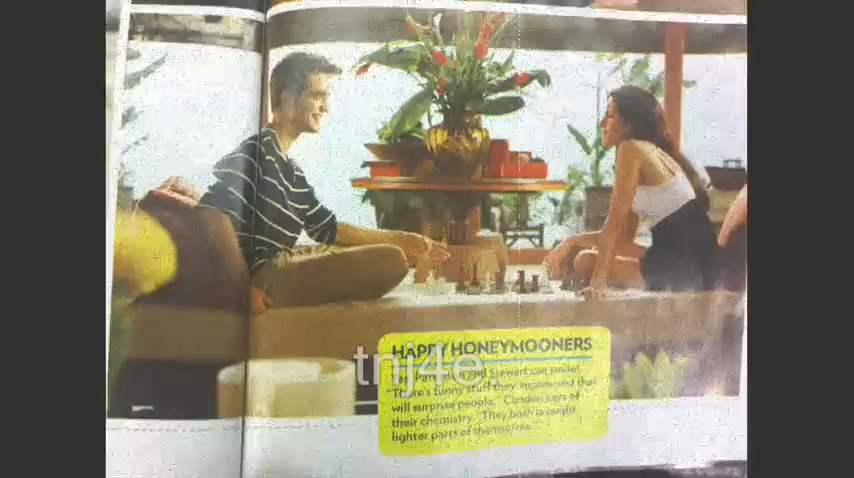 HAPPY HONEYMOONERS
and Stewart can smile!
"There's funny stuff they improvised that
will surprise people," Condon says of
their chemistry. "They both brought
lighter parts of themselves."
tnj4e